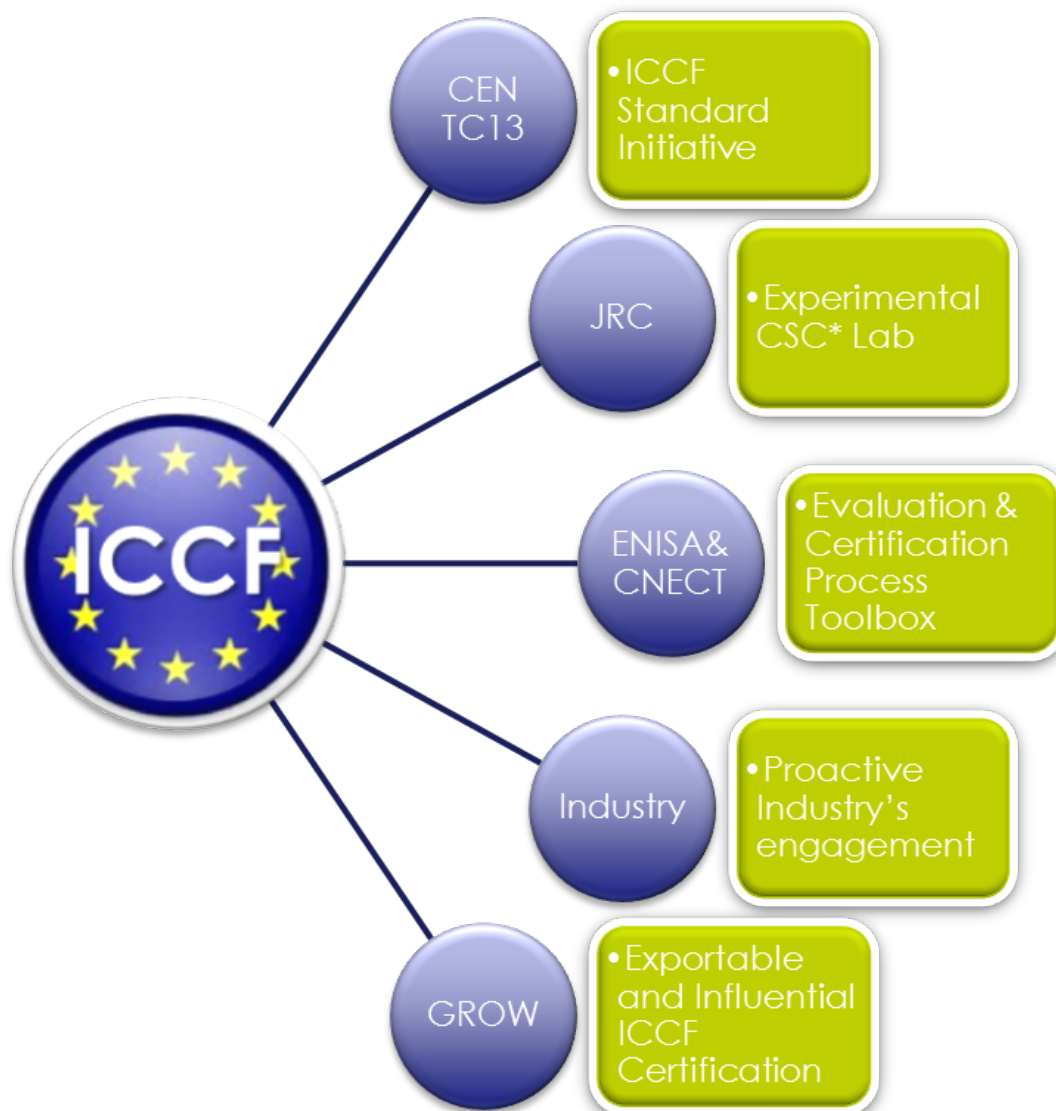 ICCF
CEN
TC13
• ICCF
Standard
Initiative
JRC
• Experimental
CSC* Lab
ENISA&
CNECT
• Evaluation &
Certification
Process
Toolbox
Industry
• Proactive
Industry’s
engagement
GROW
• Exportable
and Influential
ICCF
Certification